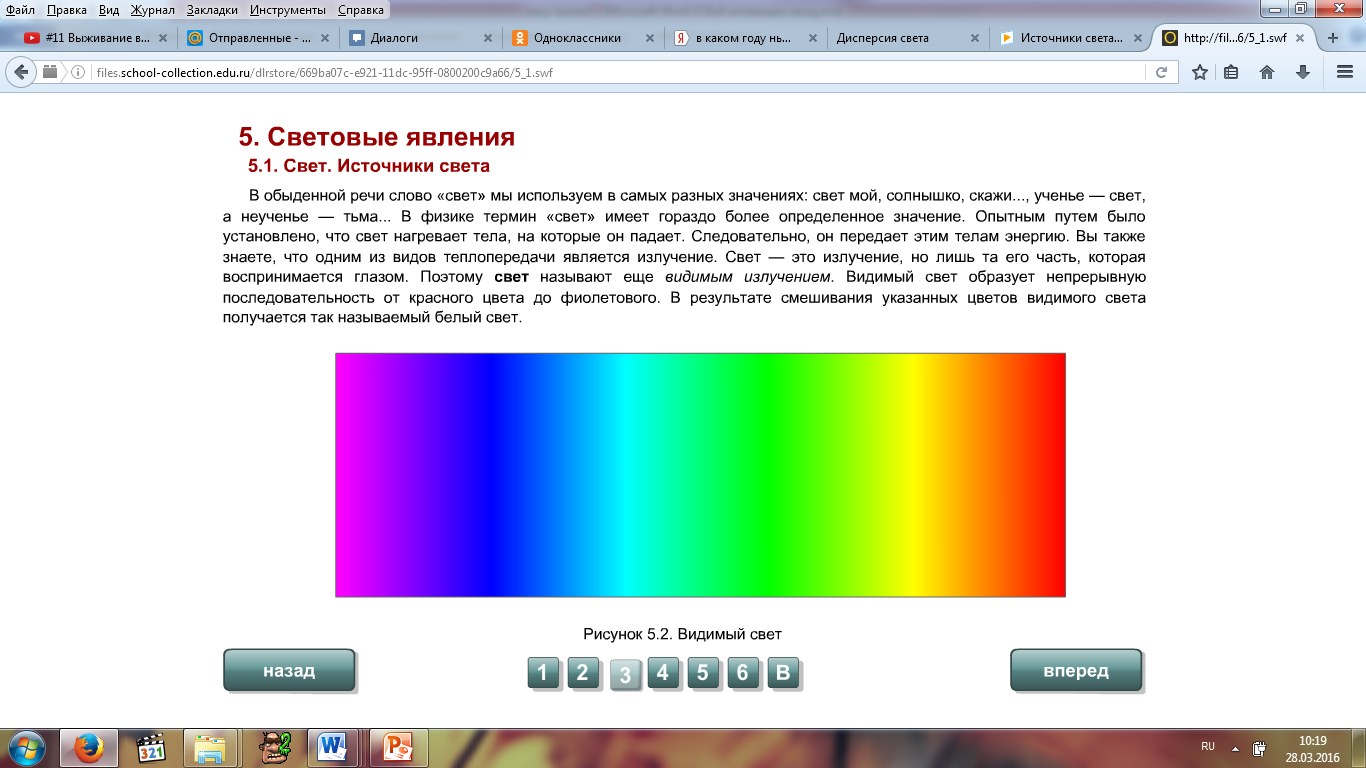 Файл Правка Вид Журнал Закладки Инструменты Справка
#11 Выживание в...
Отправленные - ...
Диалоги
Одноклассники
в каком году нь...
Дисперсия света
Источники света...
http://fil...6/5_1.swf
files.school-collection.edu.ru/dlrstore/669ba07c-e921-11dc-95ff-0800200c9a66/5_1.swf
5. Световые явления
5.1. Свет. Источники света
В обыденной речи слово «свет» мы используем в самых разных значениях: свет мой, солнышко, скажи..., ученье — свет,
а неученье — тьма... В физике термин «свет» имеет гораздо более определенное значение. Опытным путем было
установлено, что свет нагревает тела, на которые он падает. Следовательно, он передает этим телам энергию. Вы также
знаете, что одним из видов теплопередачи является излучение. Свет — это излучение, но лишь та его часть, которая
воспринимается глазом. Поэтому свет называют еще видимым излучением. Видимый свет образует непрерывную
последовательность от красного цвета до фиолетового. В результате смешивания указанных цветов видимого света
получается так называемый белый свет.
Рисунок 5.2. Видимый свет
назад
1 2 3 4 5 6 В
вперед
321
2
RU
10:19
28.03.2016